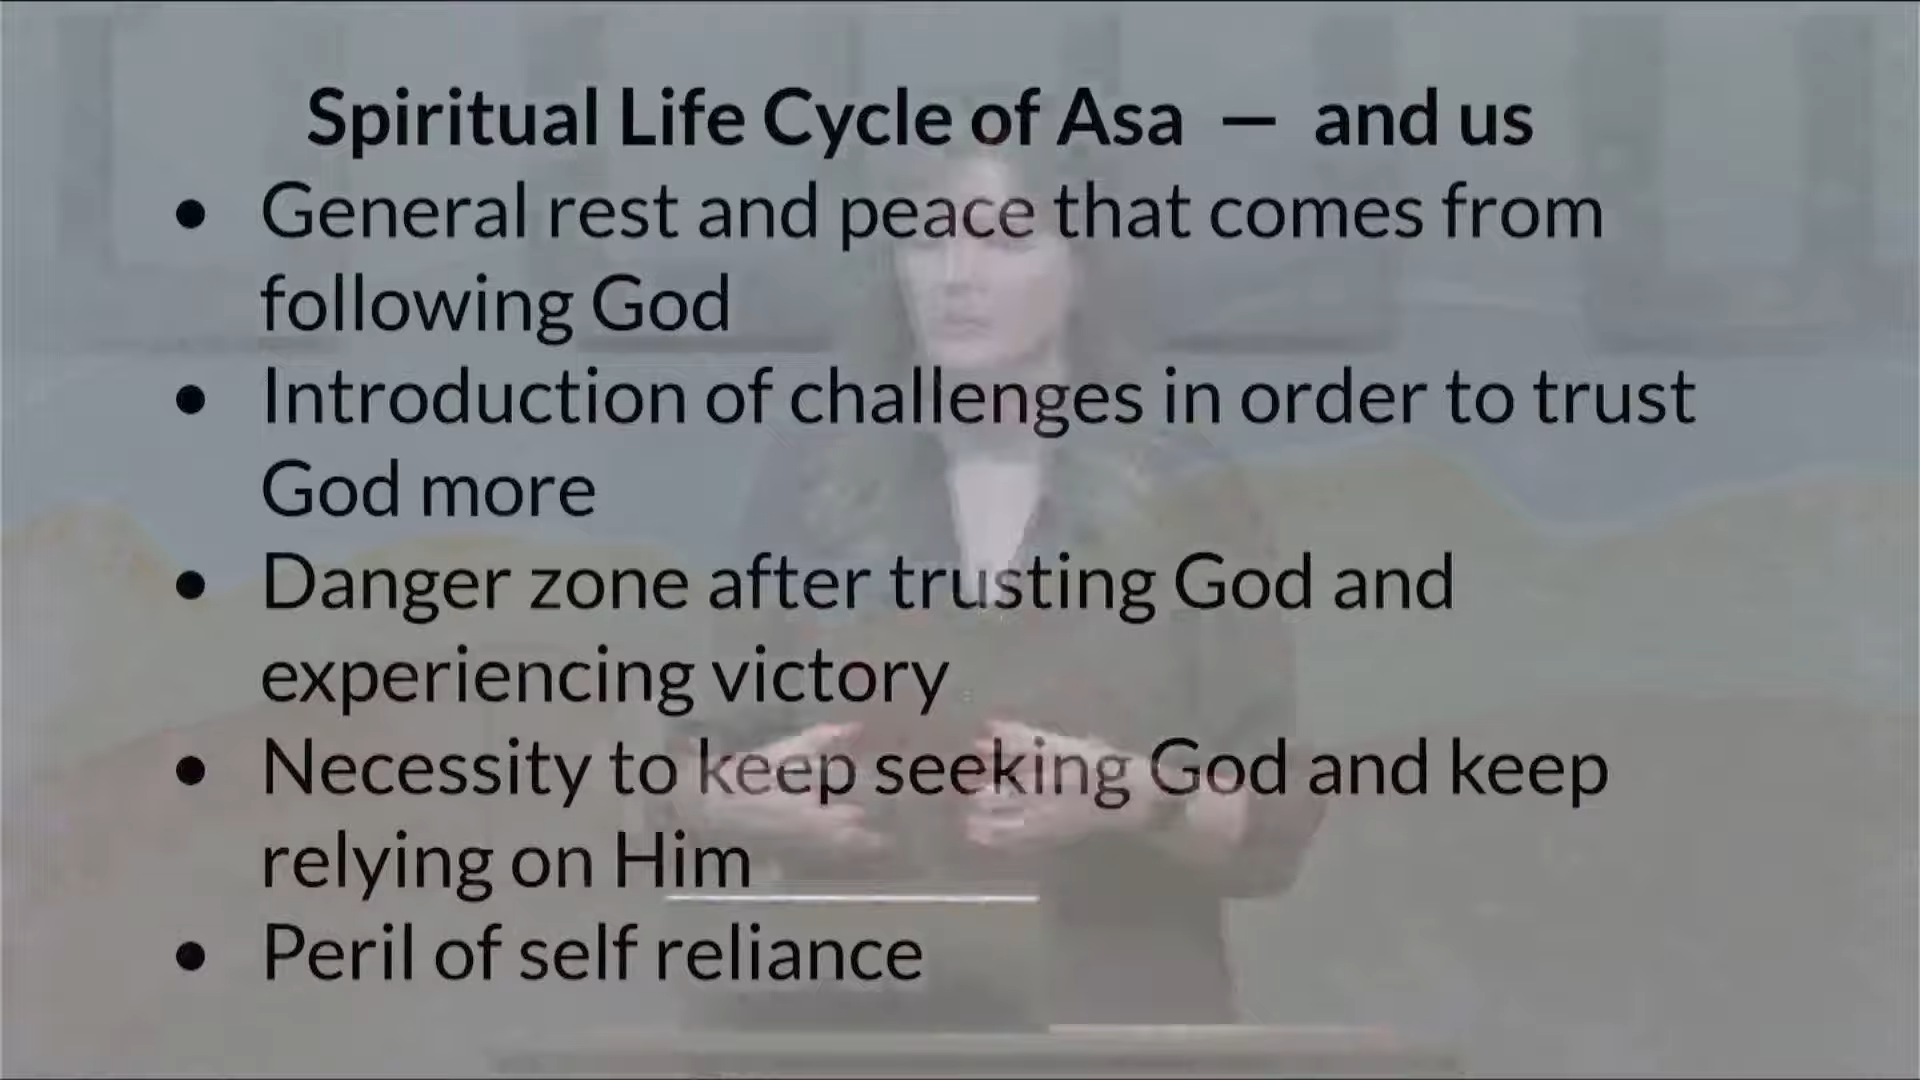 Spiritual Life Cycle of Asa — and us
• General rest and peace that comes from
following God
• Introduction of challenges in order to trust
God more
• Danger zone after trusting God and
experiencing victory
• Necessity to keep seeking God and keep
relying on Him
• Peril of self reliance